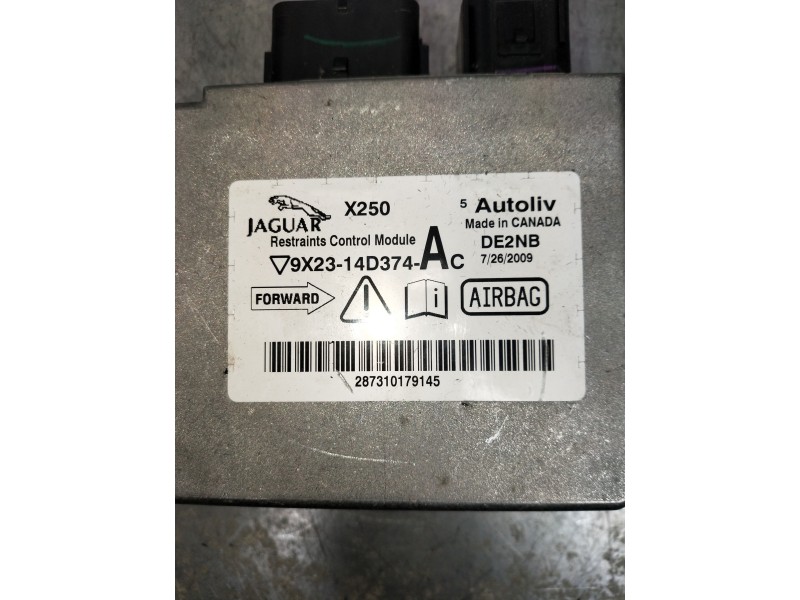 JAGUAR X250 5 Autoliv
Made in CANADA
Restraints Control Module DE2NB
9X23-14D374-AC 7/26/2009
FORWARD ! i AIRBAG
287310179145